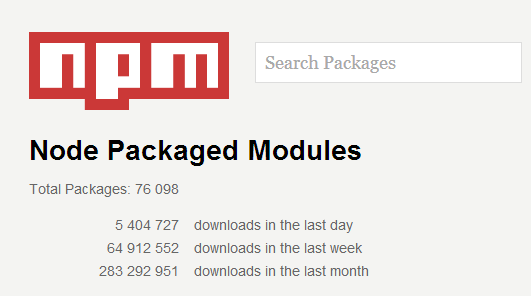 npm
Search Packages
Node Packaged Modules
Total Packages: 76 098
5 404 727 downloads in the last day
64 912 552 downloads in the last week
283 292 951 downloads in the last month